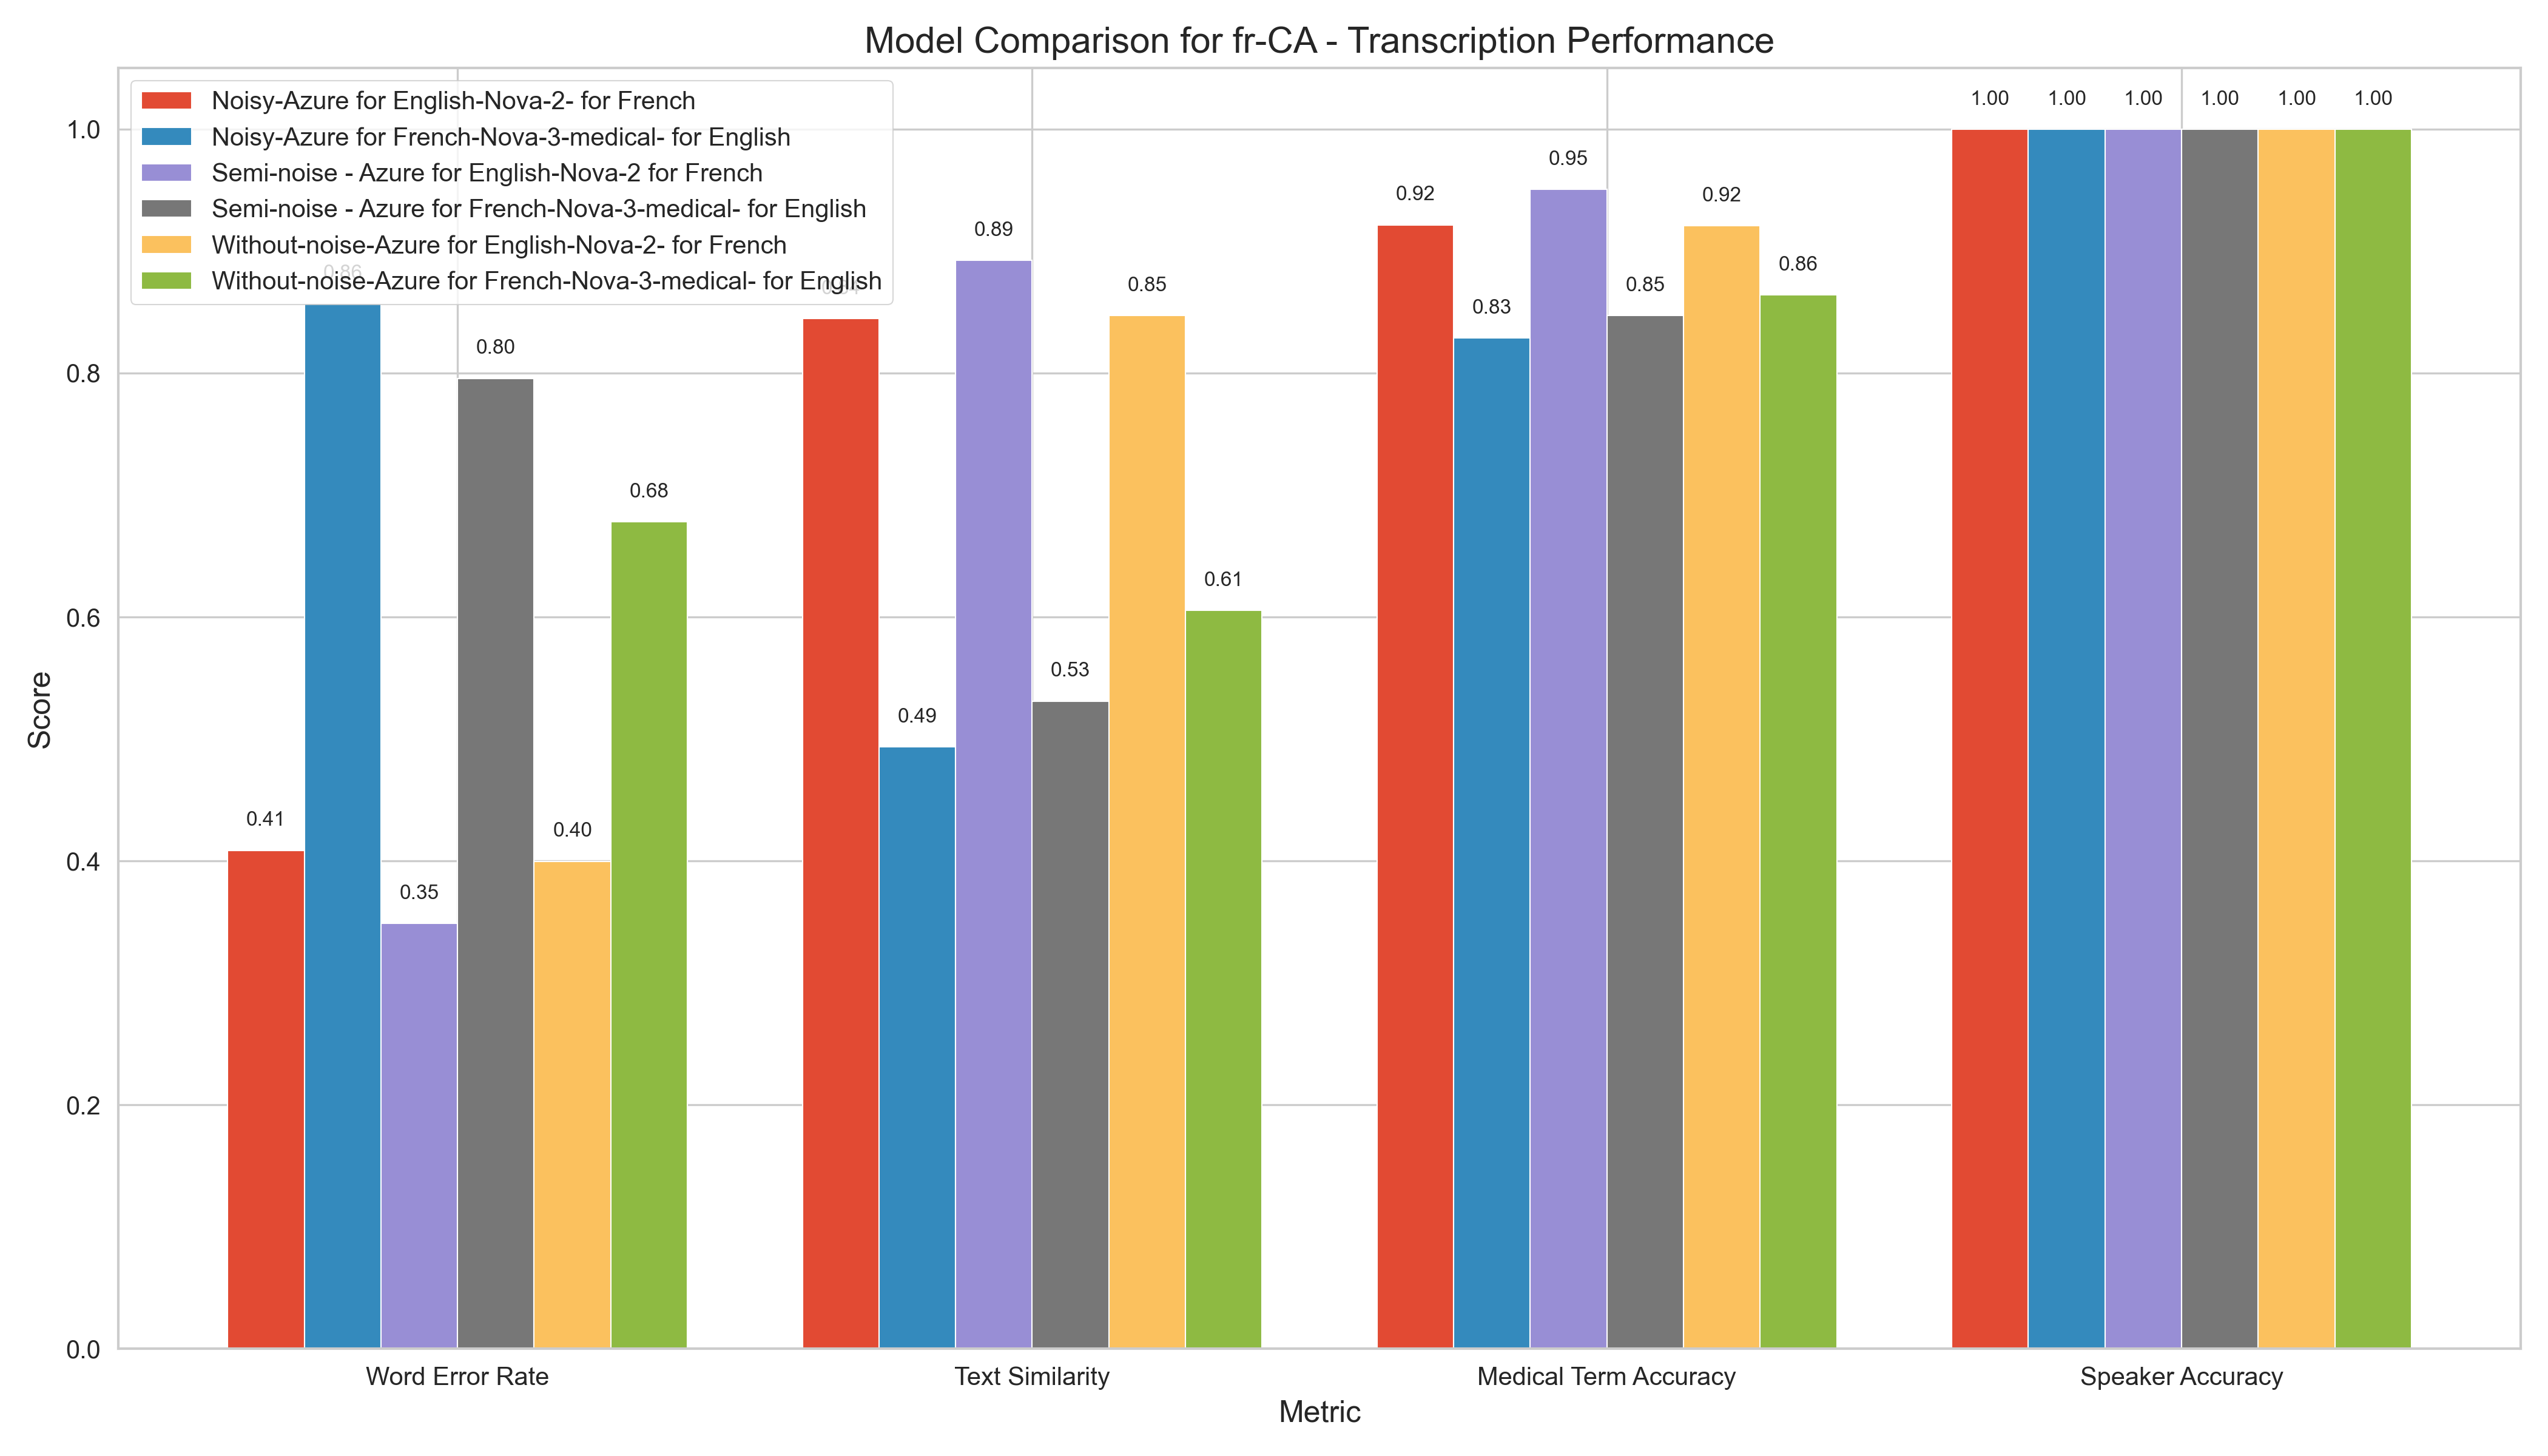 Model Comparison for fr-CA - Transcription Performance
Noisy-Azure for English-Nova-2- for French
Noisy-Azure for French-Nova-3-medical- for English
Semi-noise - Azure for English-Nova-2 for French
Semi-noise - Azure for French-Nova-3-medical- for English
Without-noise-Azure for English-Nova-2- for French
Without-noise-Azure for French-Nova-3-medical- for English
Score
1.0
0.8
0.6
0.4
0.2
0.0
0.41
0.86
0.35
0.80
0.40
0.68
0.49
0.89
0.53
0.85
0.61
0.92
0.83
0.95
0.85
0.92
0.86
1.00 1.00 1.00 1.00 1.00 1.00
Word Error Rate Text Similarity Medical Term Accuracy Speaker Accuracy
Metric